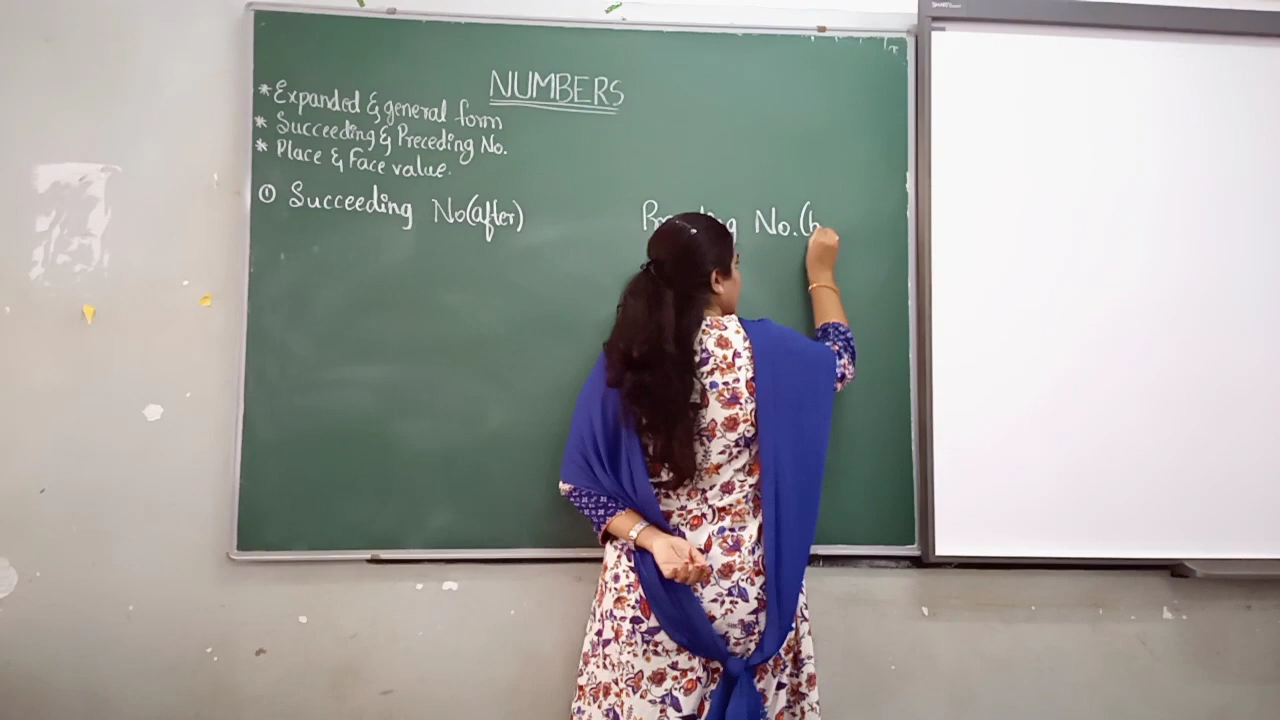 NUMBERS
*Expanded & general form
* Succeeding & Preceding No.
* Place & Face value.
① Succeeding No(after)
No.(b